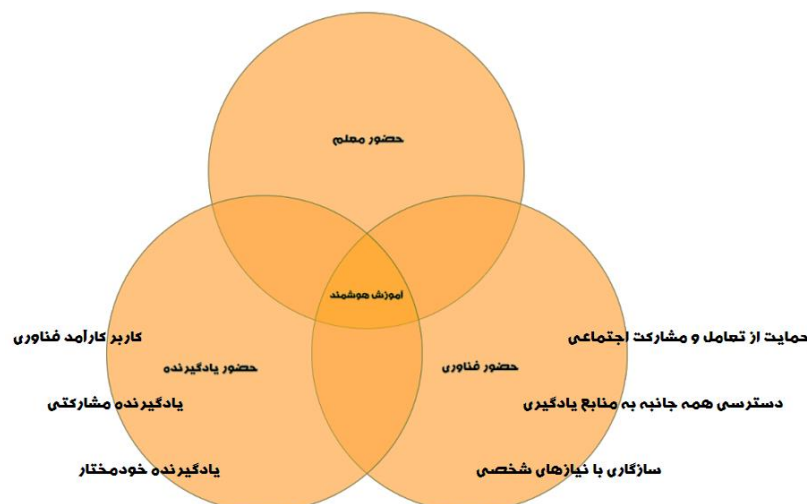 حضور معلم
آموزش هوشمند
حمایت از تعامل و مشارکت اجتماعی
کاربر کارآمد فناوری
حضور فناوری
حضور یادگیرنده
دسترسی همه جانبه به منابع یادگیری
یادگیرنده مشارکتی
سازگاری با نیازهای شخصی
یادگیرنده خودمختار